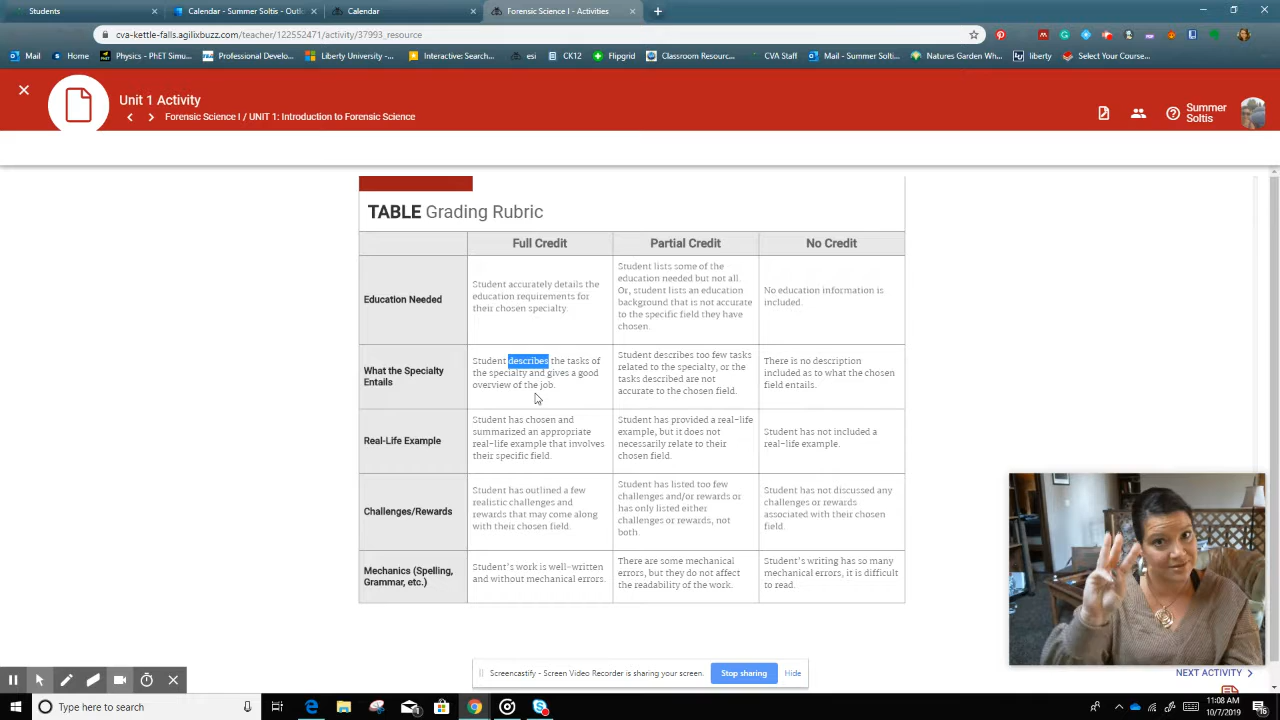 Students
Calendar - Summer Soltis - Outlo
Calendar
Forensic Science I - Activities
cva-kettle-falls.agilixbuzz.com/teacher/122552471/activity/37993_resource
Mail
Physics - PhET Simu...
Professional Develo...
Liberty University -...
Interactive: Search...
esi
CK12
Flipgrid
Classroom Resourc...
CVA Staff
Mail - Summer Solti...
Natures Garden Wh...
liberty
Select Your Course...
Unit 1 Activity
Forensic Science I / UNIT 1: Introduction to Forensic Science
Summer
Soltis
TABLE Grading Rubric
Full Credit
Partial Credit
No Credit
Education Needed
Student accurately details the
education requirements for
their chosen specialty.
Student lists some of the
education needed but not all.
Or, student lists an education
background that is not accurate
to the specific field they have
chosen.
No education information is
included.
What the Specialty
Entails
Student describes the tasks of
the specialty and gives a good
overview of the job.
Student describes too few tasks
related to the specialty, or the
tasks described are not
accurate to the chosen field.
There is no description
included as to what the chosen
field entails.
Real-Life Example
Student has chosen and
summarized an appropriate
real-life example that involves
their specific field.
Student has provided a real-life
example, but it does not
necessarily relate to their
chosen field.
Student has not included a
real-life example.
Challenges/Rewards
Student has outlined a few
realistic challenges and
rewards that may come along
with their chosen field.
Student has listed too few
challenges and/or rewards or
has only listed either
challenges or rewards, not
both.
Student has not discussed any
challenges or rewards
associated with their chosen
field.
Mechanics (Spelling,
Grammar, etc.)
Student's work is well-written
and without mechanical errors.
There are some mechanical
errors, but they do not affect
the readability of the work.
Student's writing has so many
mechanical errors, it is difficult
to read.
Screencastify - Screen Video Recorder is sharing your screen.
Stop sharing
Hide
NEXT ACTIVITY
Type here to search
11:08 AM
10/7/2019